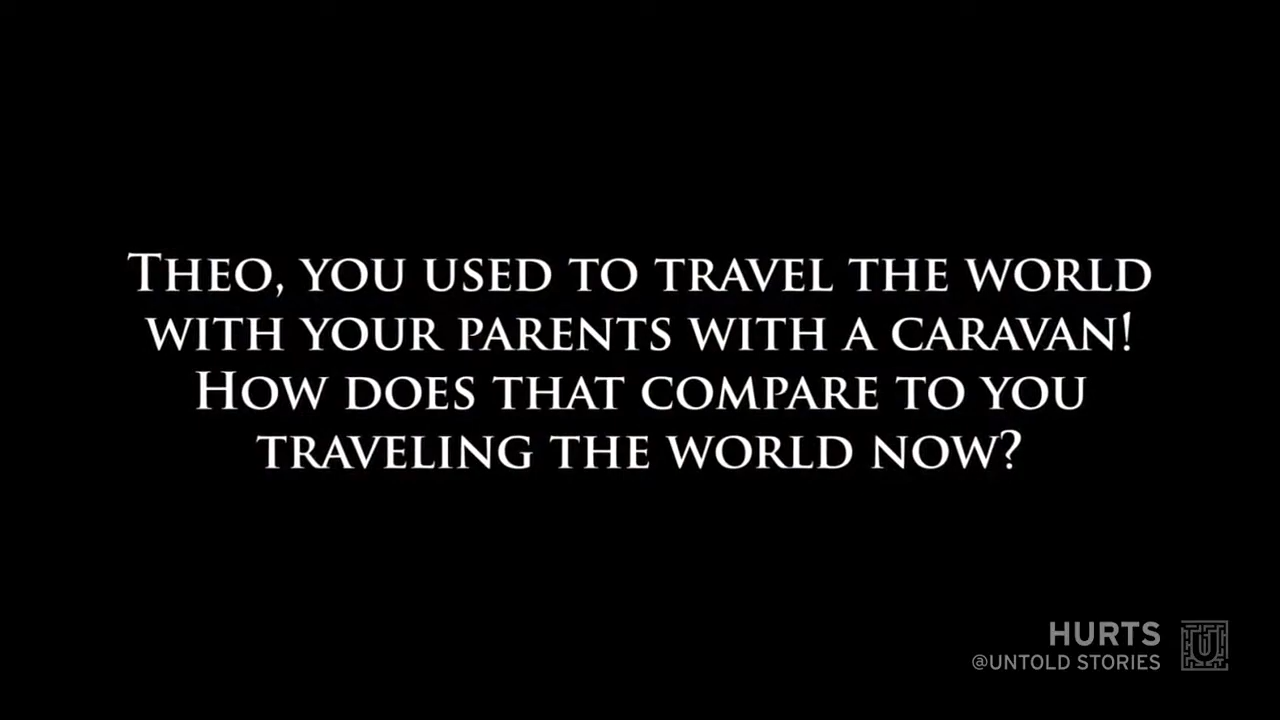 Theo, you used to travel the world
with your parents with a caravan!
How does that compare to you
traveling the world now?
HURTS
@UNTOLD STORIES